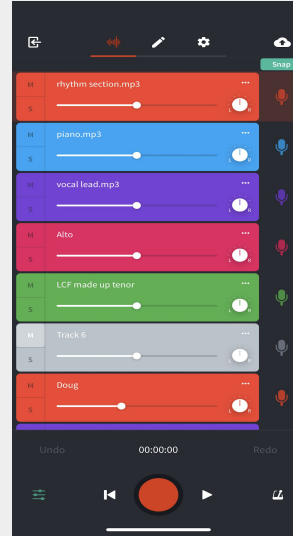 Snap
M
rhythm section.mp3
S
L R
M
piano.mp3
S
L R
M
vocal lead.mp3
S
L R
M
Alto
S
L R
M
LCF made up tenor
S
L R
M
Track 6
S
L R
M
Doug
S
L R
Undo 00:00:00 Redo